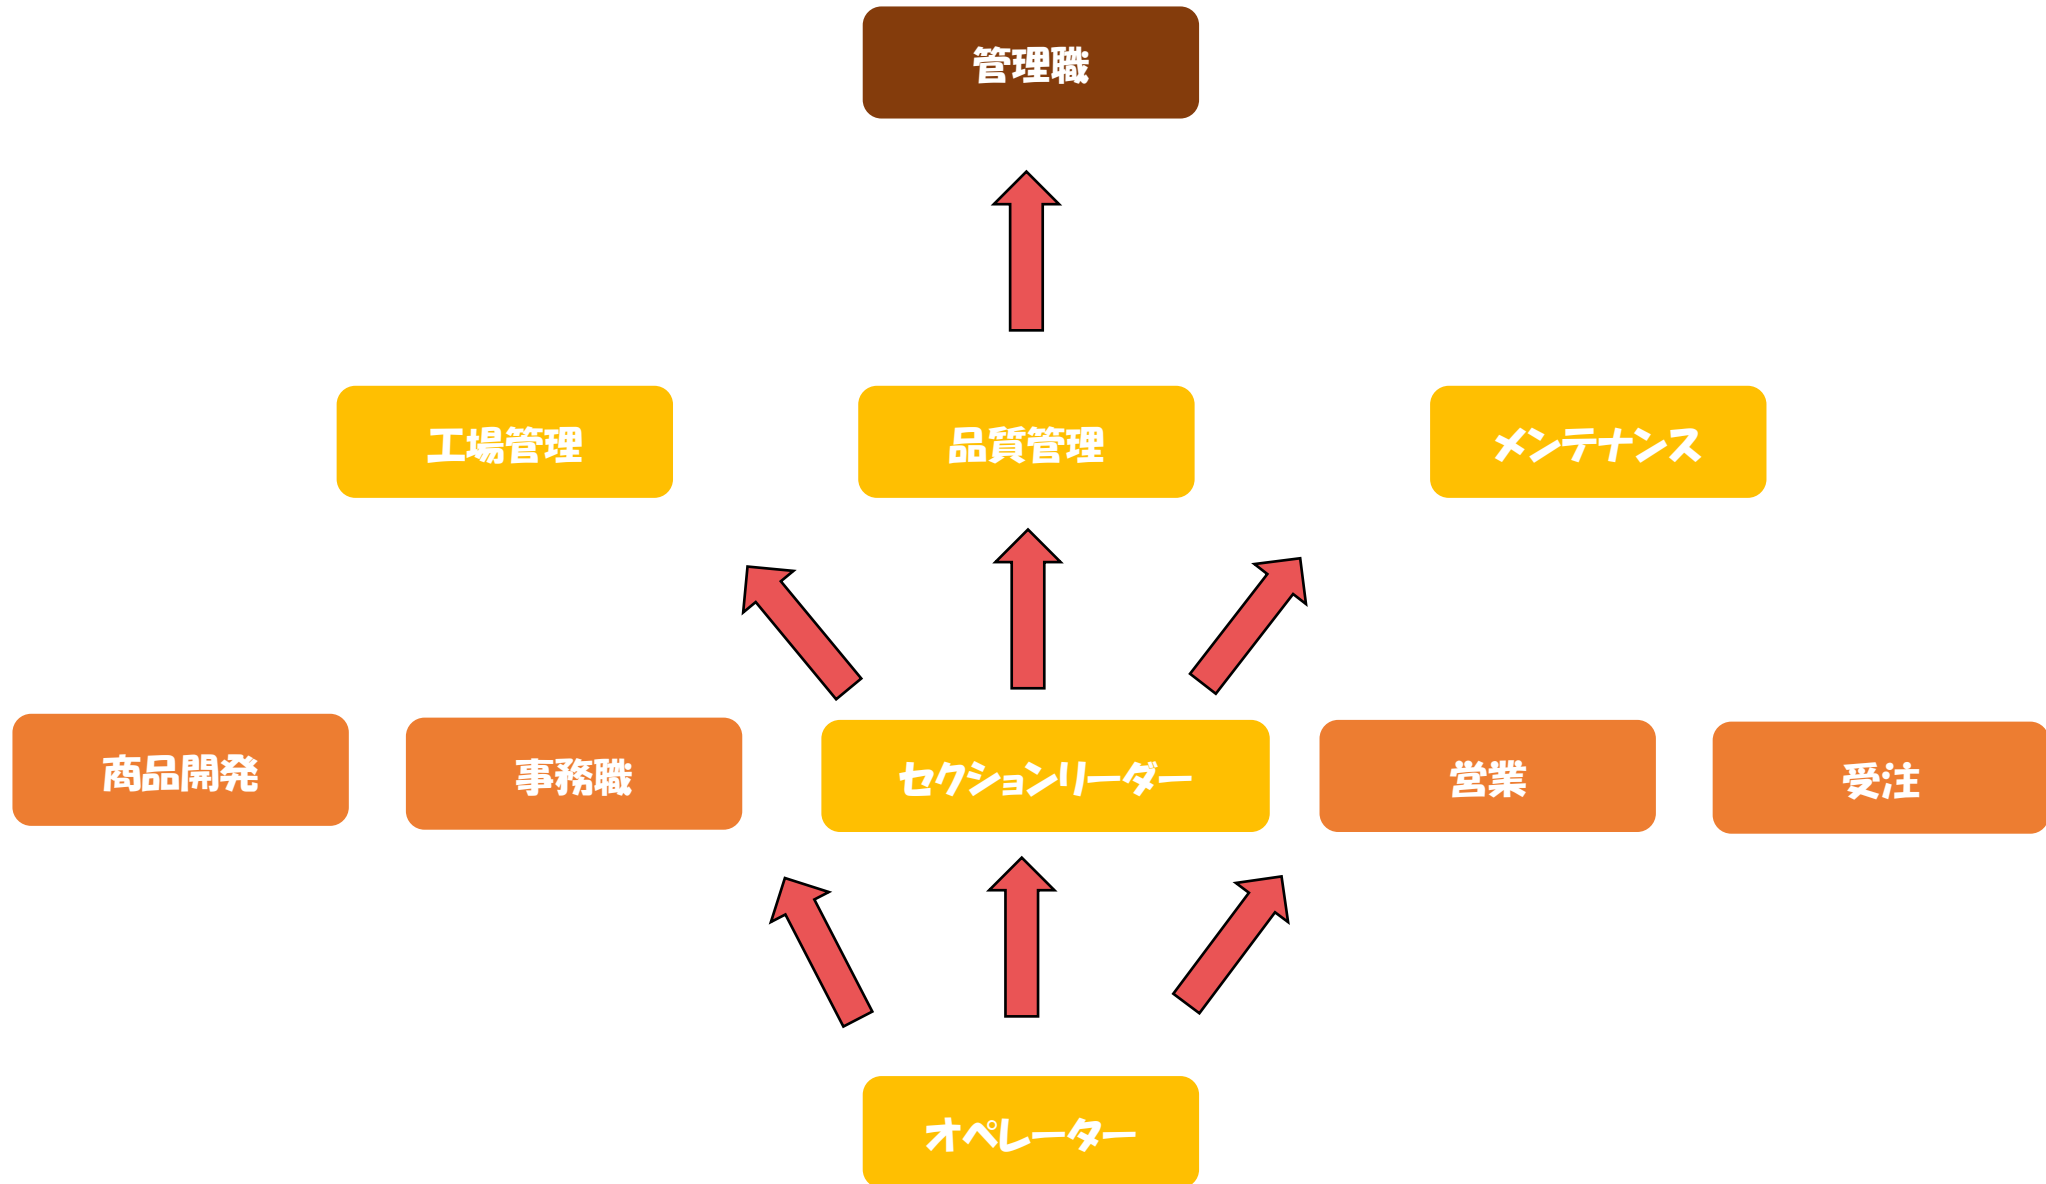 管理職
工場管理
品質管理
メンテナンス
商品開発
事務職
セクションリーダー
営業
受注
オペレーター